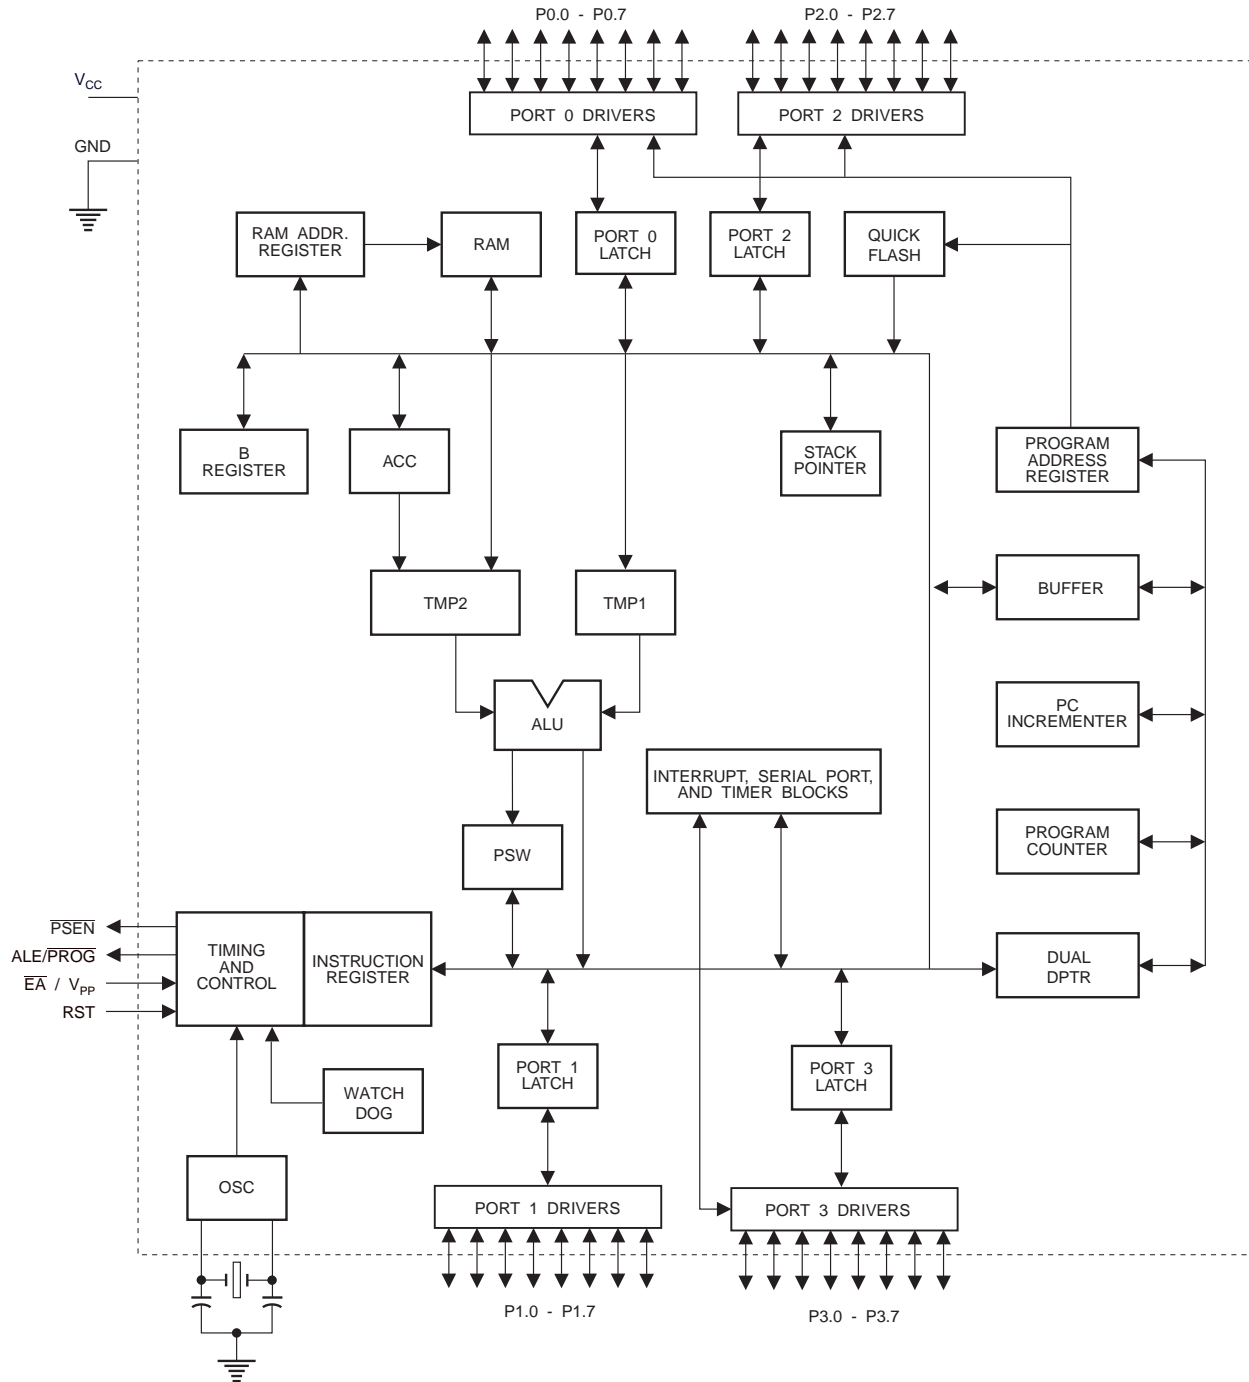 P0.0 - P0.7
P2.0 - P2.7
VCC
PORT 0 DRIVERS
PORT 2 DRIVERS
GND
RAM ADDR.
REGISTER
RAM
PORT 0
LATCH
PORT 2
LATCH
QUICK
FLASH
B
REGISTER
ACC
STACK
POINTER
PROGRAM
ADDRESS
REGISTER
TMP2
TMP1
BUFFER
ALU
PC
INCREMENTER
INTERRUPT, SERIAL PORT,
AND TIMER BLOCKS
PSW
PROGRAM
COUNTER
PSEN
ALE/PROG
EA / VPP
RST
TIMING
AND
CONTROL
INSTRUCTION
REGISTER
DUAL
DPTR
WATCH
DOG
PORT 1
LATCH
PORT 3
LATCH
OSC
PORT 1 DRIVERS
PORT 3 DRIVERS
P1.0 - P1.7
P3.0 - P3.7